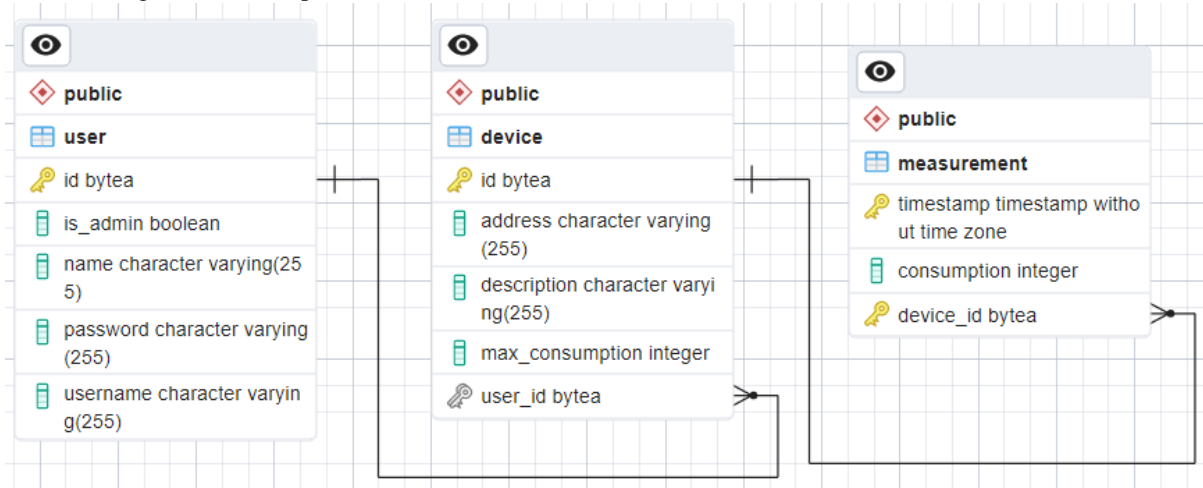 public
user
id bytea
is_admin boolean
name character varying(25
5)
password character varying
(255)
username character varyin
g(255)
public
device
id bytea
address character varying
(255)
description character varyi
ng(255)
max_consumption integer
user_id bytea
public
measurement
timestamp timestamp witho
ut time zone
consumption integer
device_id bytea